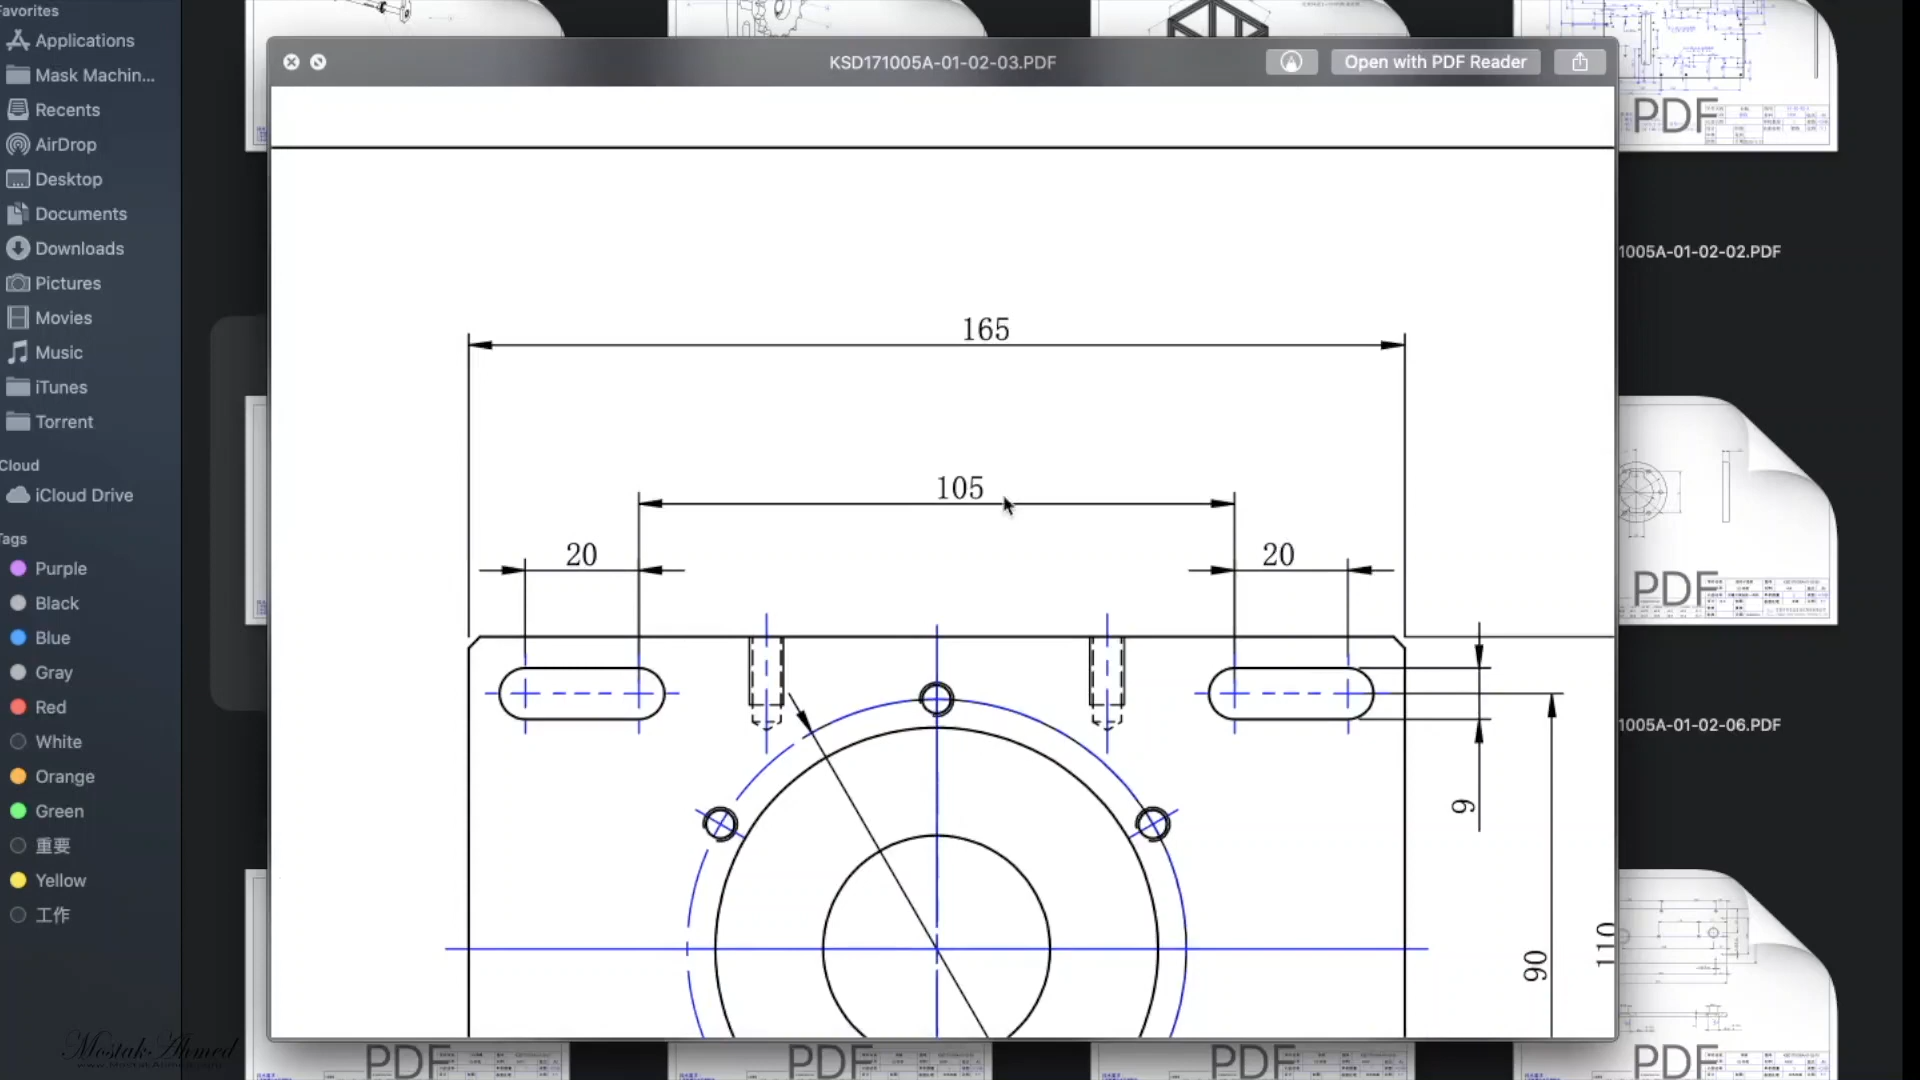 Favorites
Applications
Mask Machin...
Recents
AirDrop
Desktop
Documents
Downloads
Pictures
Movies
Music
iTunes
Torrent
iCloud
iCloud Drive
Tags
Purple
Black
Blue
Gray
Red
White
Orange
Green
重要
Yellow
工作
KSD171005A-01-02-03.PDF
Open with PDF Reader
165
105
20
20
9
90
110
PDF
1005A-01-02-02.PDF
PDF
1005A-01-02-06.PDF
PDF
PDF
PDF
PDF
Mostak Ahmed